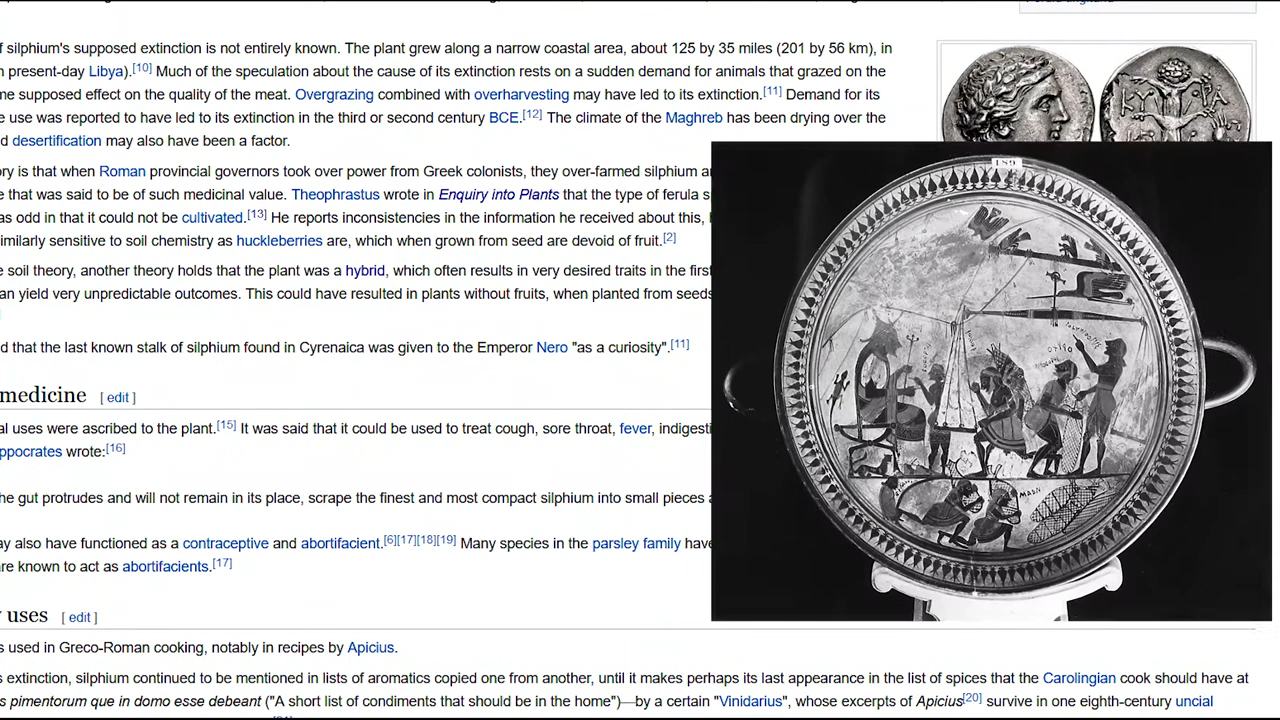 f silphium's supposed extinction is not entirely known. The plant grew along a narrow coastal area, about 125 by 35 miles (201 by 56 km), in
n present-day Libya).[10] Much of the speculation about the cause of its extinction rests on a sudden demand for animals that grazed on the
ne supposed effect on the quality of the meat. Overgrazing combined with overharvesting may have led to its extinction.[11] Demand for its
e use was reported to have led to its extinction in the third or second century BCE.[12] The climate of the Maghreb has been drying over the
d desertification may also have been a factor.
ory is that when Roman provincial governors took over power from Greek colonists, they over-farmed silphium a
e that was said to be of such medicinal value. Theophrastus wrote in Enquiry into Plants that the type of ferula s
as odd in that it could not be cultivated.[13] He reports inconsistencies in the information he received about this,
imilarly sensitive to soil chemistry as huckleberries are, which when grown from seed are devoid of fruit.[2]
e soil theory, another theory holds that the plant was a hybrid, which often results in very desired traits in the first
an yield very unpredictable outcomes. This could have resulted in plants without fruits, when planted from seeds
d that the last known stalk of silphium found in Cyrenaica was given to the Emperor Nero "as a curiosity".[11]
medicine [ edit ]
al uses were ascribed to the plant.[15] It was said that it could be used to treat cough, sore throat, fever, indigesti
ppocrates wrote:[16]
he gut protrudes and will not remain in its place, scrape the finest and most compact silphium into small pieces a
ay also have functioned as a contraceptive and abortifacient.[6][17][18][19] Many species in the parsley family have
are known to act as abortifacients.[17]
uses [ edit ]
s used in Greco-Roman cooking, notably in recipes by Apicius.
s extinction, silphium continued to be mentioned in lists of aromatics copied one from another, until it makes perhaps its last appearance in the list of spices that the Carolingian cook should have at
s pimentorum que in domo esse debeant ("A short list of condiments that should be in the home")—by a certain "Vinidarius", whose excerpts of Apicius[20] survive in one eighth-century uncial
ΚΥ ΡΑ
189